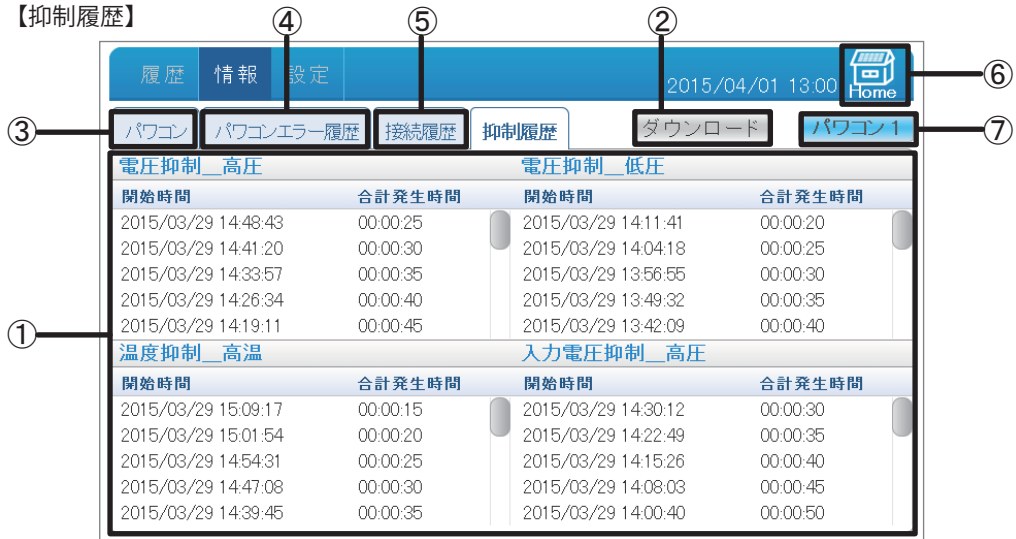 【抑制履歴】
④ ⑤ ②
履歴 情報 設定 2015/04/01 13:00 Home ⑥
③ パワコン パワコンエラー履歴 接続履歴 抑制履歴 ダウンロード パワコン 1 ⑦
電圧抑制__高圧 電圧抑制__低圧
開始時間 合計発生時間 開始時間 合計発生時間
2015/03/29 14:48:43 00:00:25 2015/03/29 14:11:41 00:00:20
2015/03/29 14:41:20 00:00:30 2015/03/29 14:04:18 00:00:25
2015/03/29 14:33:57 00:00:35 2015/03/29 13:56:55 00:00:30
2015/03/29 14:26:34 00:00:40 2015/03/29 13:49:32 00:00:35
① 2015/03/29 14:19:11 00:00:45 2015/03/29 13:42:09 00:00:40
温度抑制__高温 入力電圧抑制__高圧
開始時間 合計発生時間 開始時間 合計発生時間
2015/03/29 15:09:17 00:00:15 2015/03/29 14:30:12 00:00:30
2015/03/29 15:01:54 00:00:20 2015/03/29 14:22:49 00:00:35
2015/03/29 14:54:31 00:00:25 2015/03/29 14:15:26 00:00:40
2015/03/29 14:47:08 00:00:30 2015/03/29 14:08:03 00:00:45
2015/03/29 14:39:45 00:00:35 2015/03/29 14:00:40 00:00:50